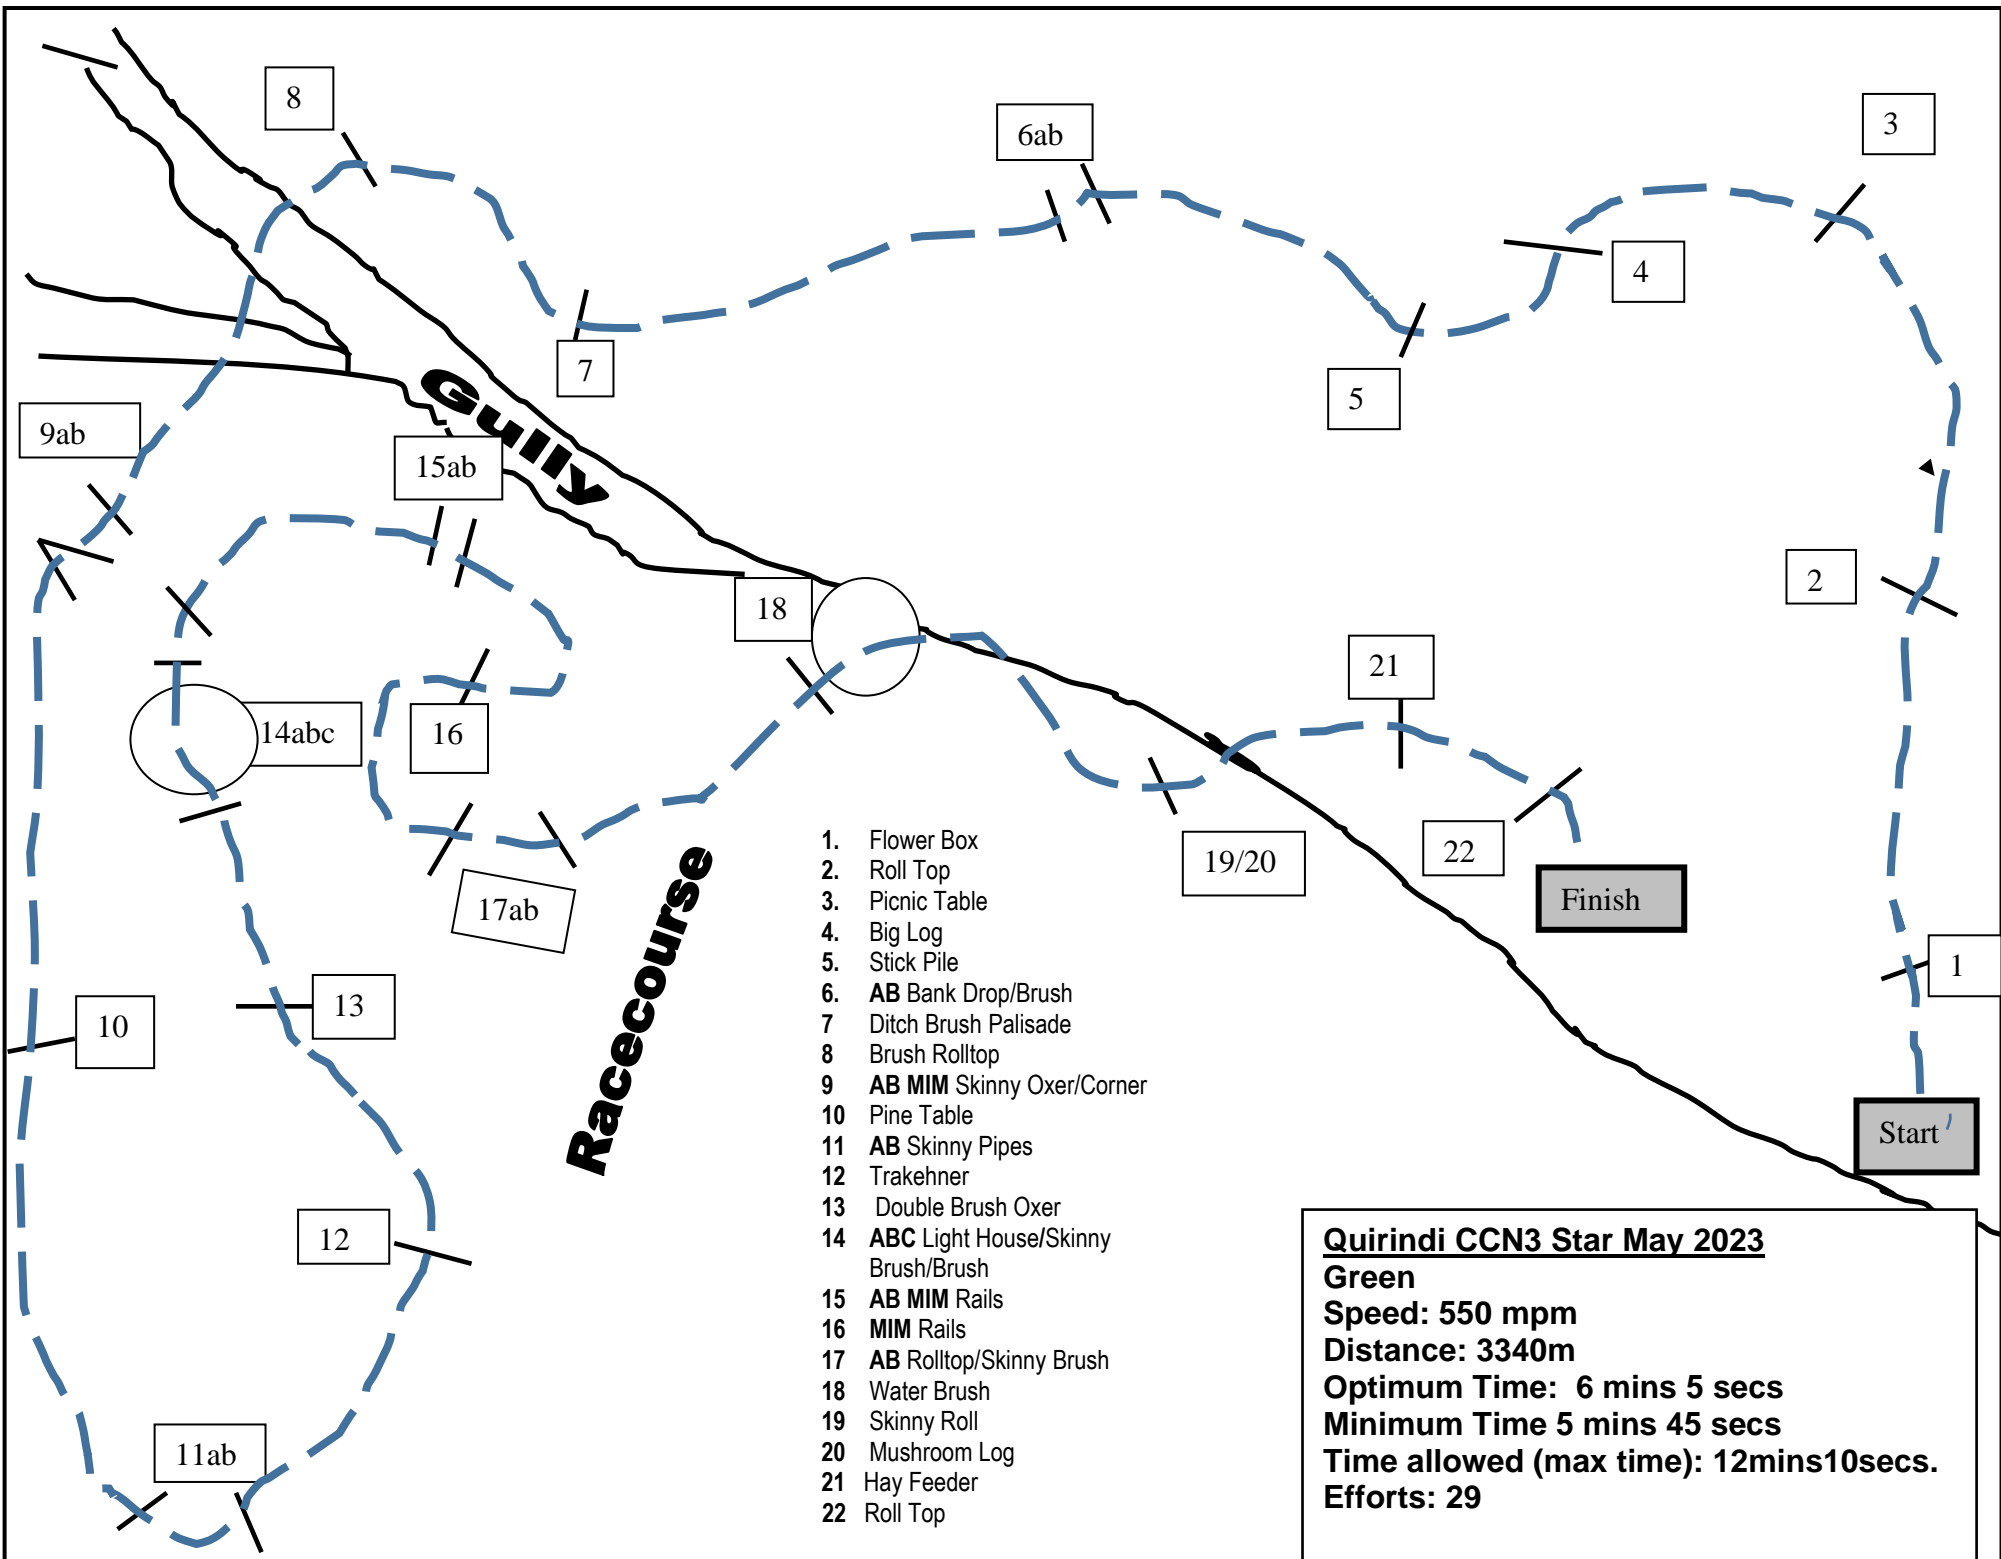 8
6ab
3
4
7
5
9ab
Gully
15ab
2
18
21
14abc
16
19/20
22
17ab
Finish
Racecourse
1
10
13
Start
12
11ab
1. Flower Box
2. Roll Top
3. Picnic Table
4. Big Log
5. Stick Pile
6. AB Bank Drop/Brush
7 Ditch Brush Palisade
8 Brush Rolltop
9 AB MIM Skinny Oxer/Corner
10 Pine Table
11 AB Skinny Pipes
12 Trakehner
13 Double Brush Oxer
14 ABC Light House/Skinny
Brush/Brush
15 AB MIM Rails
16 MIM Rails
17 AB Rolltop/Skinny Brush
18 Water Brush
19 Skinny Roll
20 Mushroom Log
21 Hay Feeder
22 Roll Top
Quirindi CCN3 Star May 2023
Green
Speed: 550 mpm
Distance: 3340m
Optimum Time: 6 mins 5 secs
Minimum Time 5 mins 45 secs
Time allowed (max time): 12mins10secs.
Efforts: 29